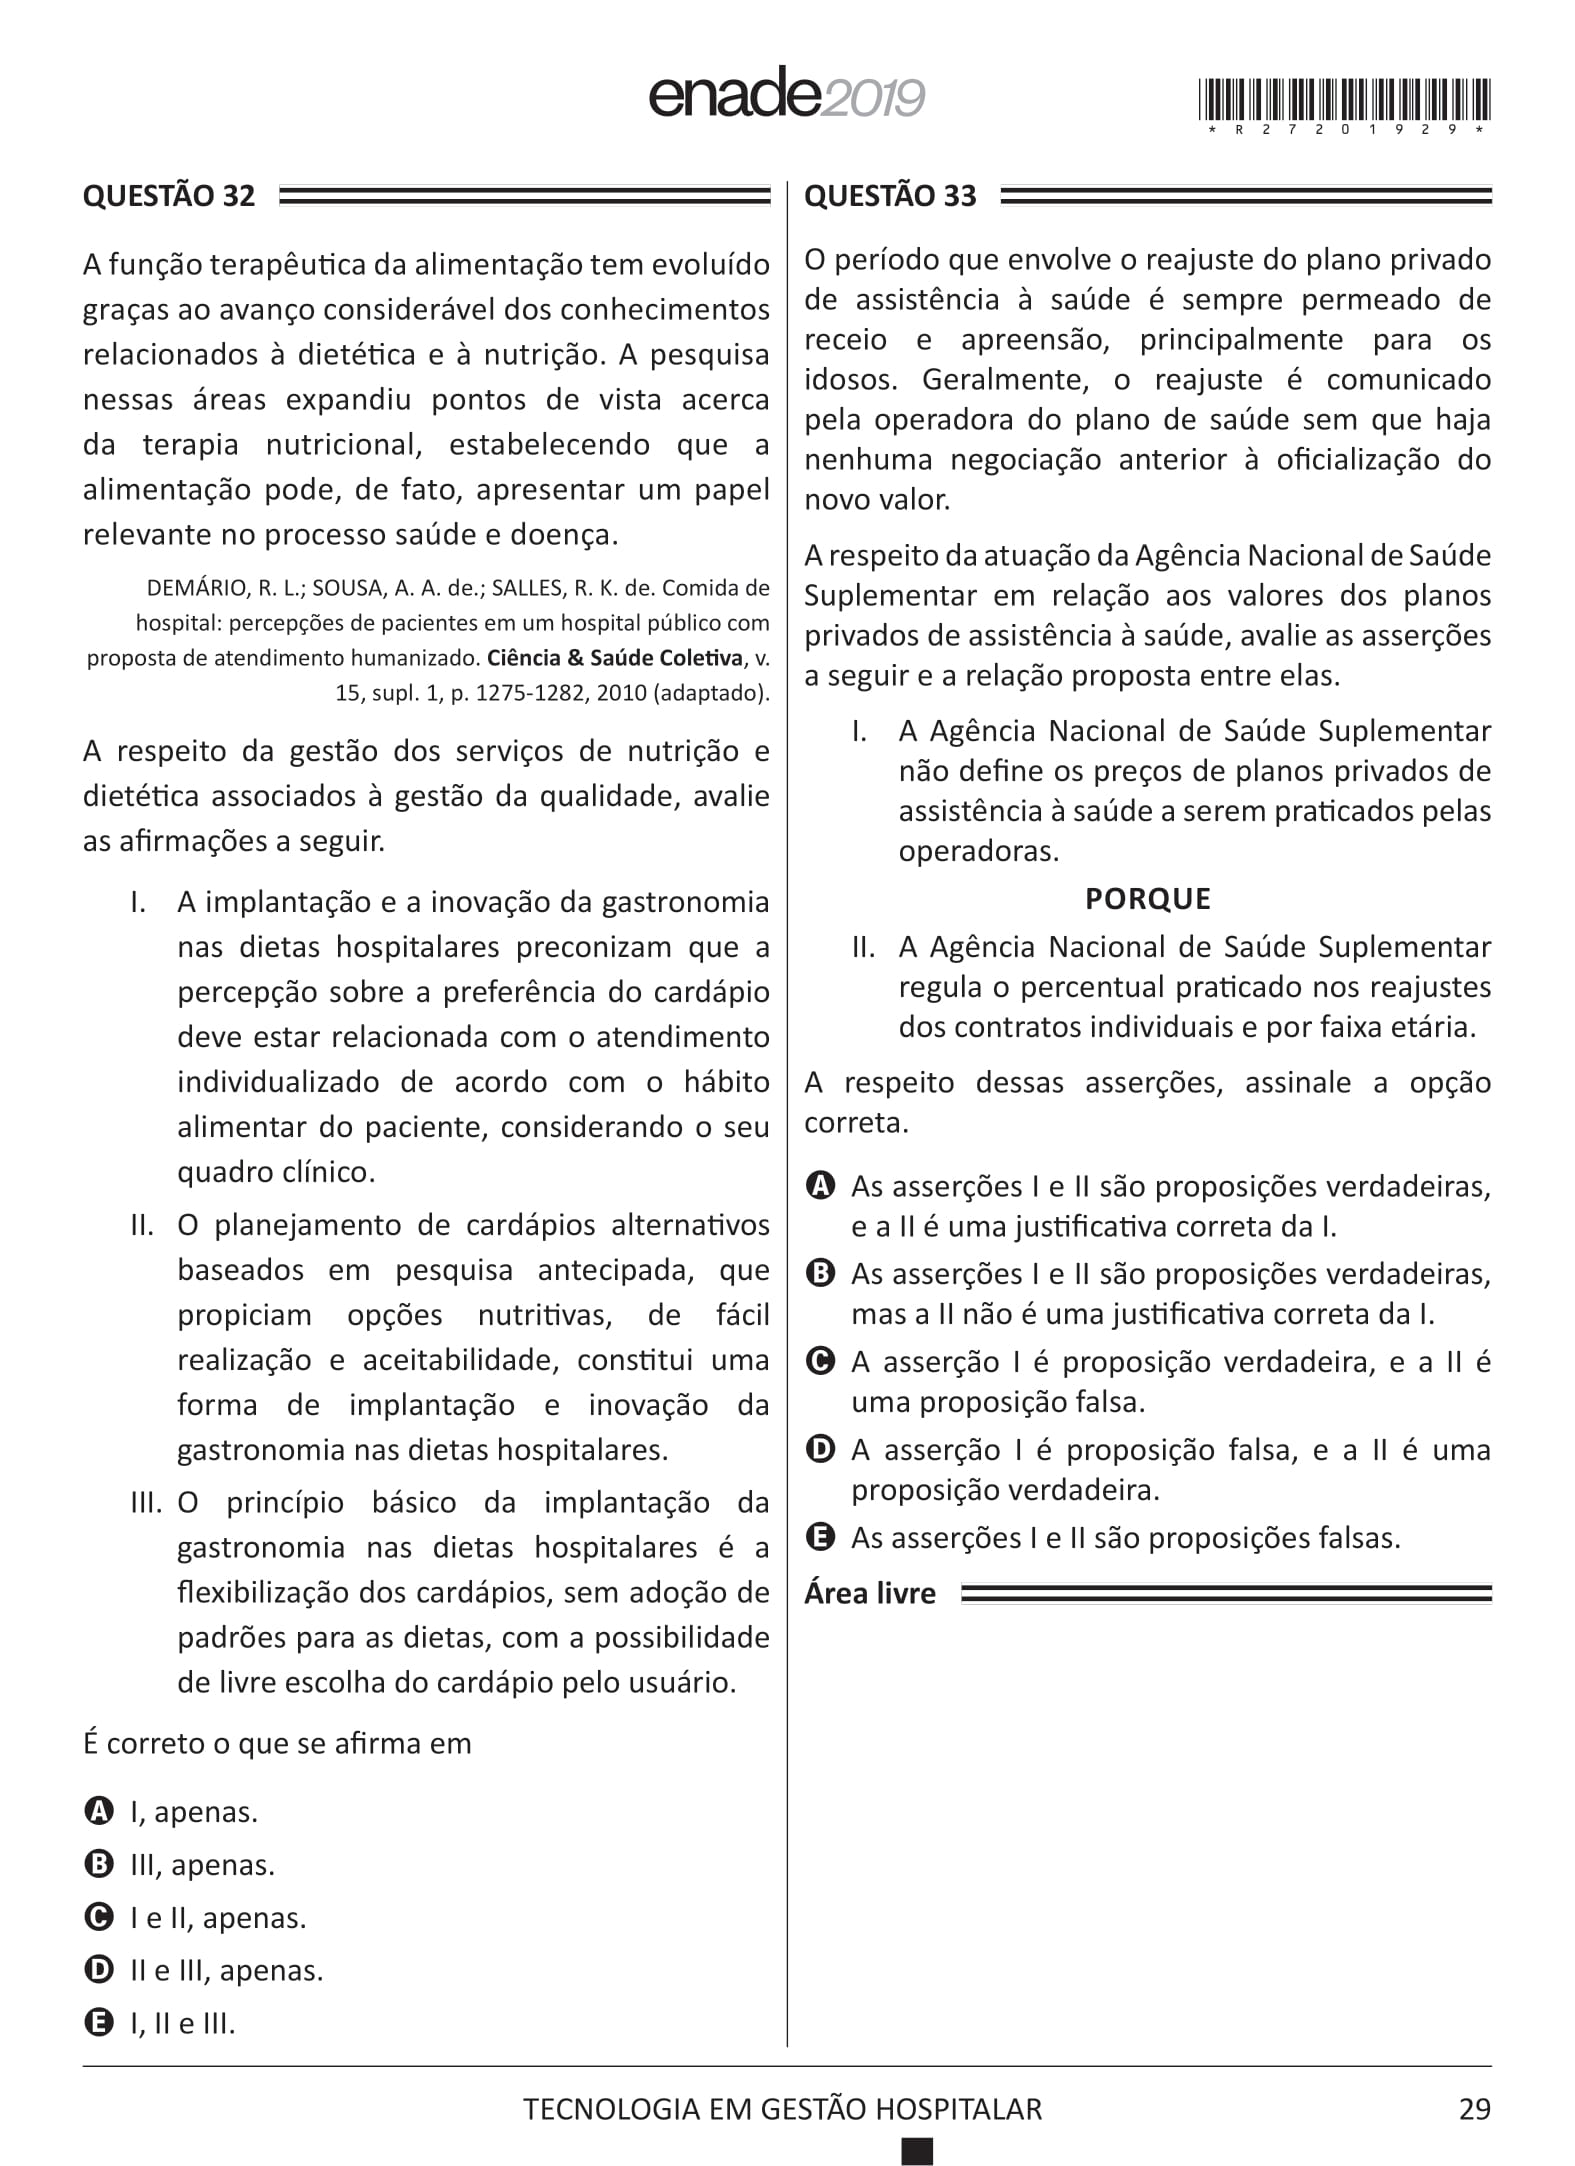 enade2019
*R27201929*
QUESTÃO 32
A função terapêutica da alimentação tem evoluído
graças ao avanço considerável dos conhecimentos
relacionados à dietética e à nutrição. A pesquisa
nessas áreas expandiu pontos de vista acerca
da terapia nutricional, estabelecendo que a
alimentação pode, de fato, apresentar um papel
relevante no processo saúde e doença.
DEMÁRIO, R. L.; SOUSA, A. A. de.; SALLES, R. K. de. Comida de
hospital: percepções de pacientes em um hospital público com
proposta de atendimento humanizado. Ciência & Saúde Coletiva, v.
15, supl. 1, p. 1275-1282, 2010 (adaptado).
A respeito da gestão dos serviços de nutrição e
dietética associados à gestão da qualidade, avalie
as afirmações a seguir.
I. A implantação e a inovação da gastronomia
nas dietas hospitalares preconizam que a
percepção sobre a preferência do cardápio
deve estar relacionada com o atendimento
individualizado de acordo com o hábito
alimentar do paciente, considerando o seu
quadro clínico.
II. O planejamento de cardápios alternativos
baseados em pesquisa antecipada, que
propiciam opções nutritivas, de fácil
realização e aceitabilidade, constitui uma
forma de implantação e inovação da
gastronomia nas dietas hospitalares.
III. O princípio básico da implantação da
gastronomia nas dietas hospitalares é a
flexibilização dos cardápios, sem adoção de
padrões para as dietas, com a possibilidade
de livre escolha do cardápio pelo usuário.
É correto o que se afirma em
A I, apenas.
B III, apenas.
C I e II, apenas.
D II e III, apenas.
E I, II e III.
QUESTÃO 33
O período que envolve o reajuste do plano privado
de assistência à saúde é sempre permeado de
receio e apreensão, principalmente para os
idosos. Geralmente, o reajuste é comunicado
pela operadora do plano de saúde sem que haja
nenhuma negociação anterior à oficialização do
novo valor.
A respeito da atuação da Agência Nacional de Saúde
Suplementar em relação aos valores dos planos
privados de assistência à saúde, avalie as asserções
a seguir e a relação proposta entre elas.
I. A Agência Nacional de Saúde Suplementar
não define os preços de planos privados de
assistência à saúde a serem praticados pelas
operadoras.
PORQUE
II. A Agência Nacional de Saúde Suplementar
regula o percentual praticado nos reajustes
dos contratos individuais e por faixa etária.
A respeito dessas asserções, assinale a opção
correta.
A As asserções I e II são proposições verdadeiras,
e a II é uma justificativa correta da I.
B As asserções I e II são proposições verdadeiras,
mas a II não é uma justificativa correta da I.
C A asserção I é proposição verdadeira, e a II é
uma proposição falsa.
D A asserção I é proposição falsa, e a II é uma
proposição verdadeira.
E As asserções I e II são proposições falsas.
Área livre
TECNOLOGIA EM GESTÃO HOSPITALAR
29